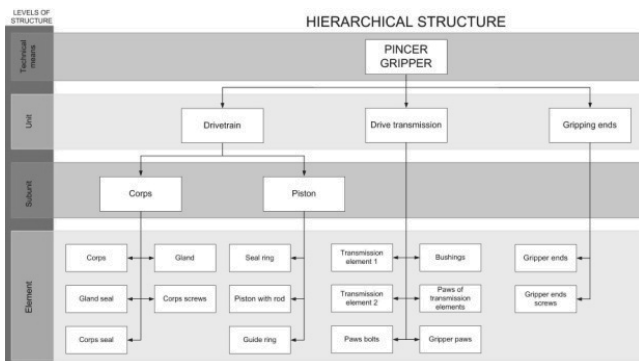 LEVELS OF
STRUCTURE
HIERARCHICAL STRUCTURE
Technical
means
PINCER
GRIPPER
Unit
Drivetrain
Drive transmission
Gripping ends
Subunit
Corps
Piston
Element
Corps
Gland
Seal ring
Transmission
element 1
Bushings
Gripper ends
Gland seal
Corps screws
Piston with rod
Transmission
element 2
Paws of
transmission
elements
Gripper ends
screws
Corps seal
Guide ring
Paws bolts
Gripper paws